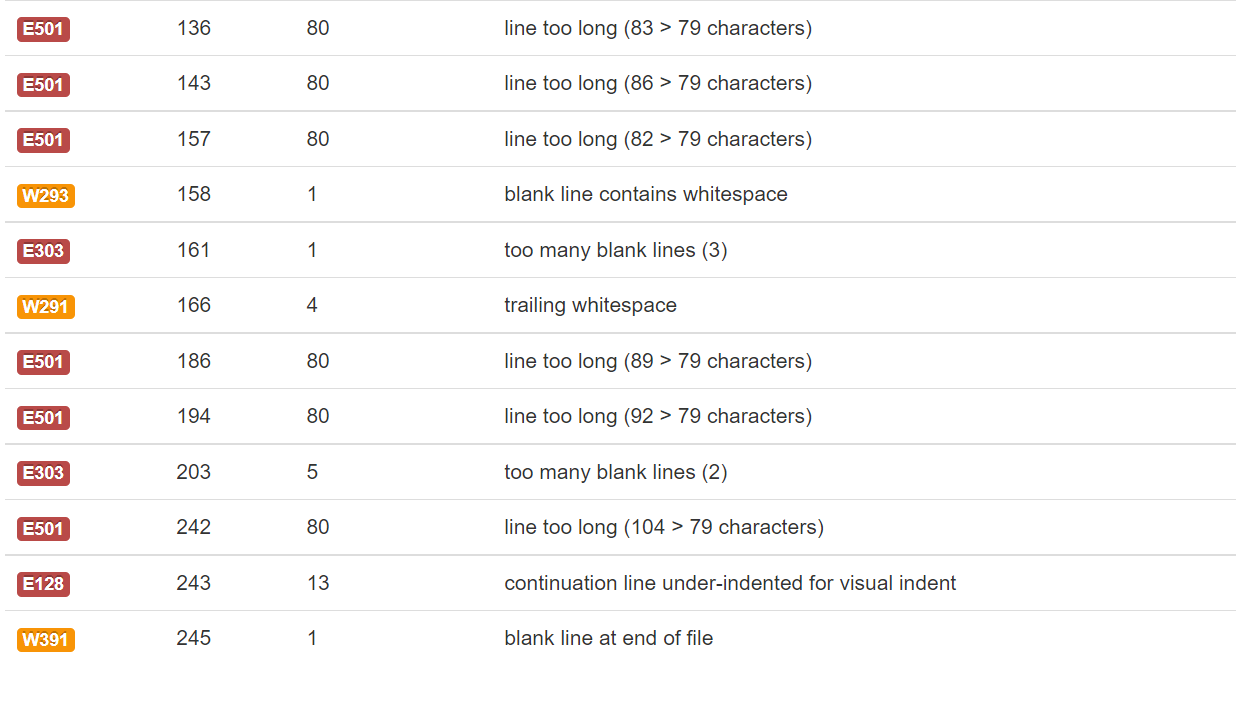 E501 136 80 line too long (83 > 79 characters)
E501 143 80 line too long (86 > 79 characters)
E501 157 80 line too long (82 > 79 characters)
W293 158 1 blank line contains whitespace
E303 161 1 too many blank lines (3)
W291 166 4 trailing whitespace
E501 186 80 line too long (89 > 79 characters)
E501 194 80 line too long (92 > 79 characters)
E303 203 5 too many blank lines (2)
E501 242 80 line too long (104 > 79 characters)
E128 243 13 continuation line under-indented for visual indent
W391 245 1 blank line at end of file